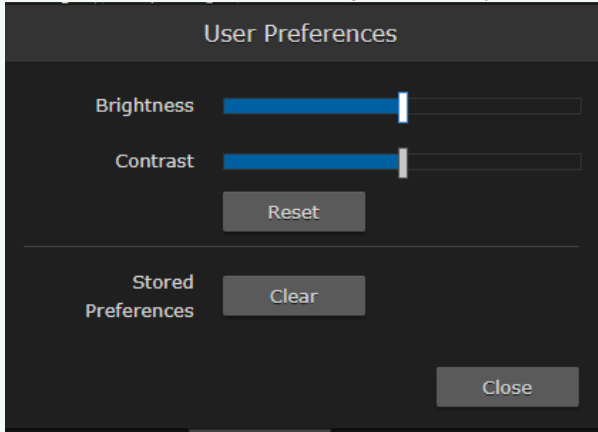 User Preferences
Brightness
Contrast
Reset
Stored
Preferences
Clear
Close